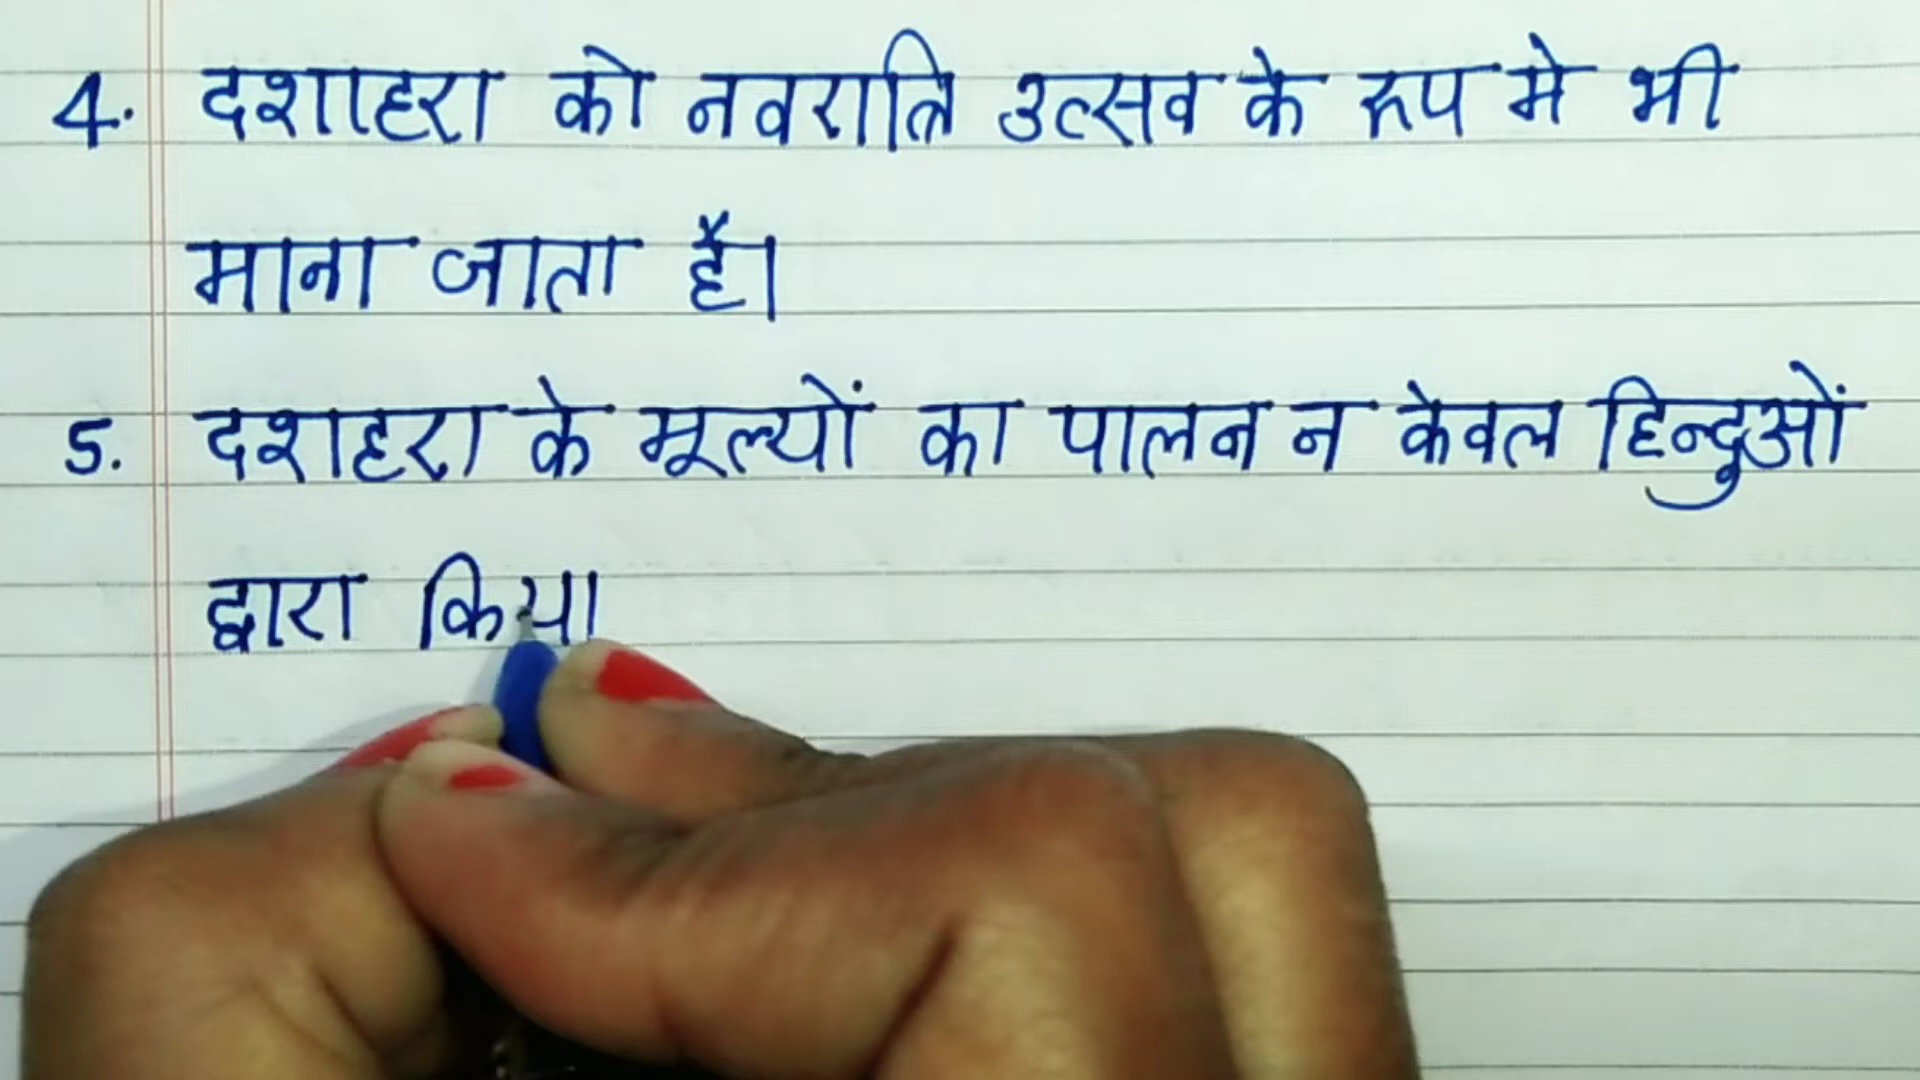 4. दशाहरा को नवरात्रि उत्सव के रूप मे भी
माना जाता है।
5. दशाहरा के मूल्यों का पालन न केवल हिन्दुओं
द्वारा किया